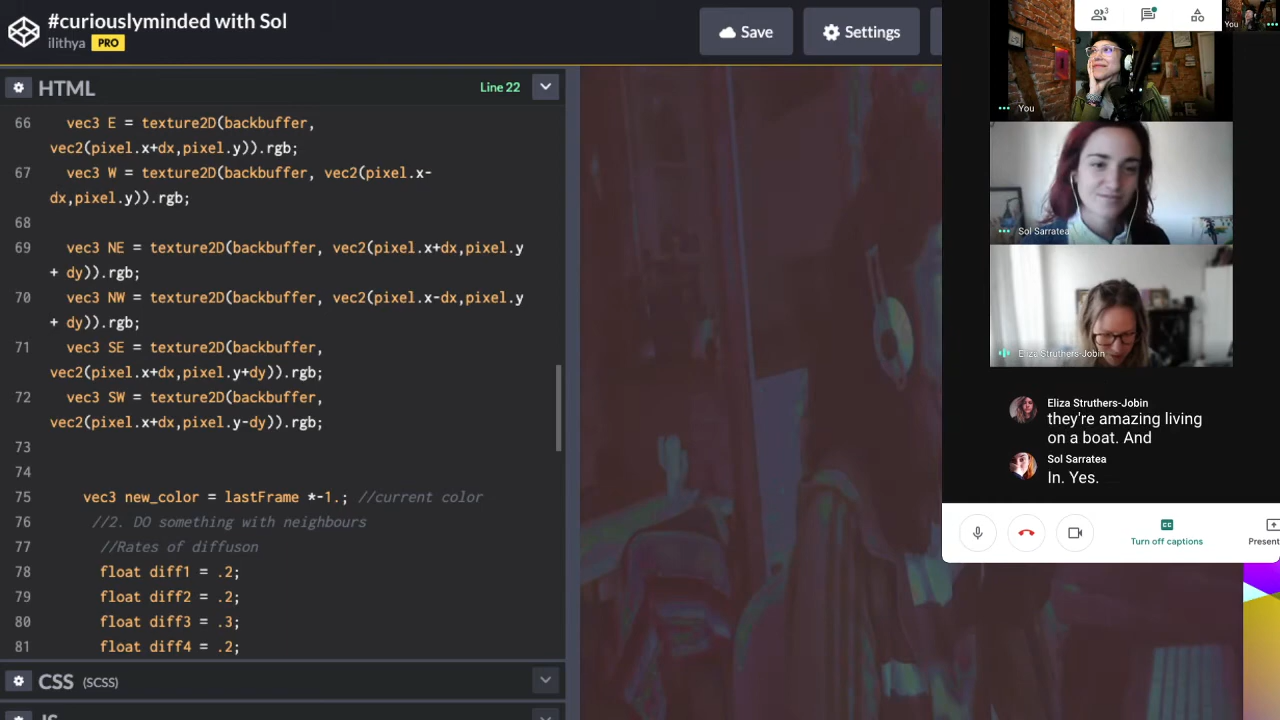 #curiouslyminded with Sol
ilithya PRO
Save
Settings
HTML
Line 22
66 vec3 E = texture2D(backbuffer,
vec2(pixel.x+dx,pixel.y)).rgb;
67 vec3 W = texture2D(backbuffer, vec2(pixel.x-
dx,pixel.y)).rgb;
68
69 vec3 NE = texture2D(backbuffer, vec2(pixel.x+dx,pixel.y
+ dy)).rgb;
70 vec3 NW = texture2D(backbuffer, vec2(pixel.x-dx,pixel.y
+ dy)).rgb;
71 vec3 SE = texture2D(backbuffer,
vec2(pixel.x+dx,pixel.y+dy)).rgb;
72 vec3 SW = texture2D(backbuffer,
vec2(pixel.x+dx,pixel.y-dy)).rgb;
73
74
75 vec3 new_color = lastFrame *-1.; //current color
76 //2. DO something with neighbours
77 //Rates of diffuson
78 float diff1 = .2;
79 float diff2 = .2;
80 float diff3 = .3;
81 float diff4 = .2;
CSS (SCSS)
JS
3
You
You
Sol Sarratea
Eliza Struthers-Jobin
Eliza Struthers-Jobin
they're amazing living
on a boat. And
Sol Sarratea
In. Yes.
Turn off captions
Present